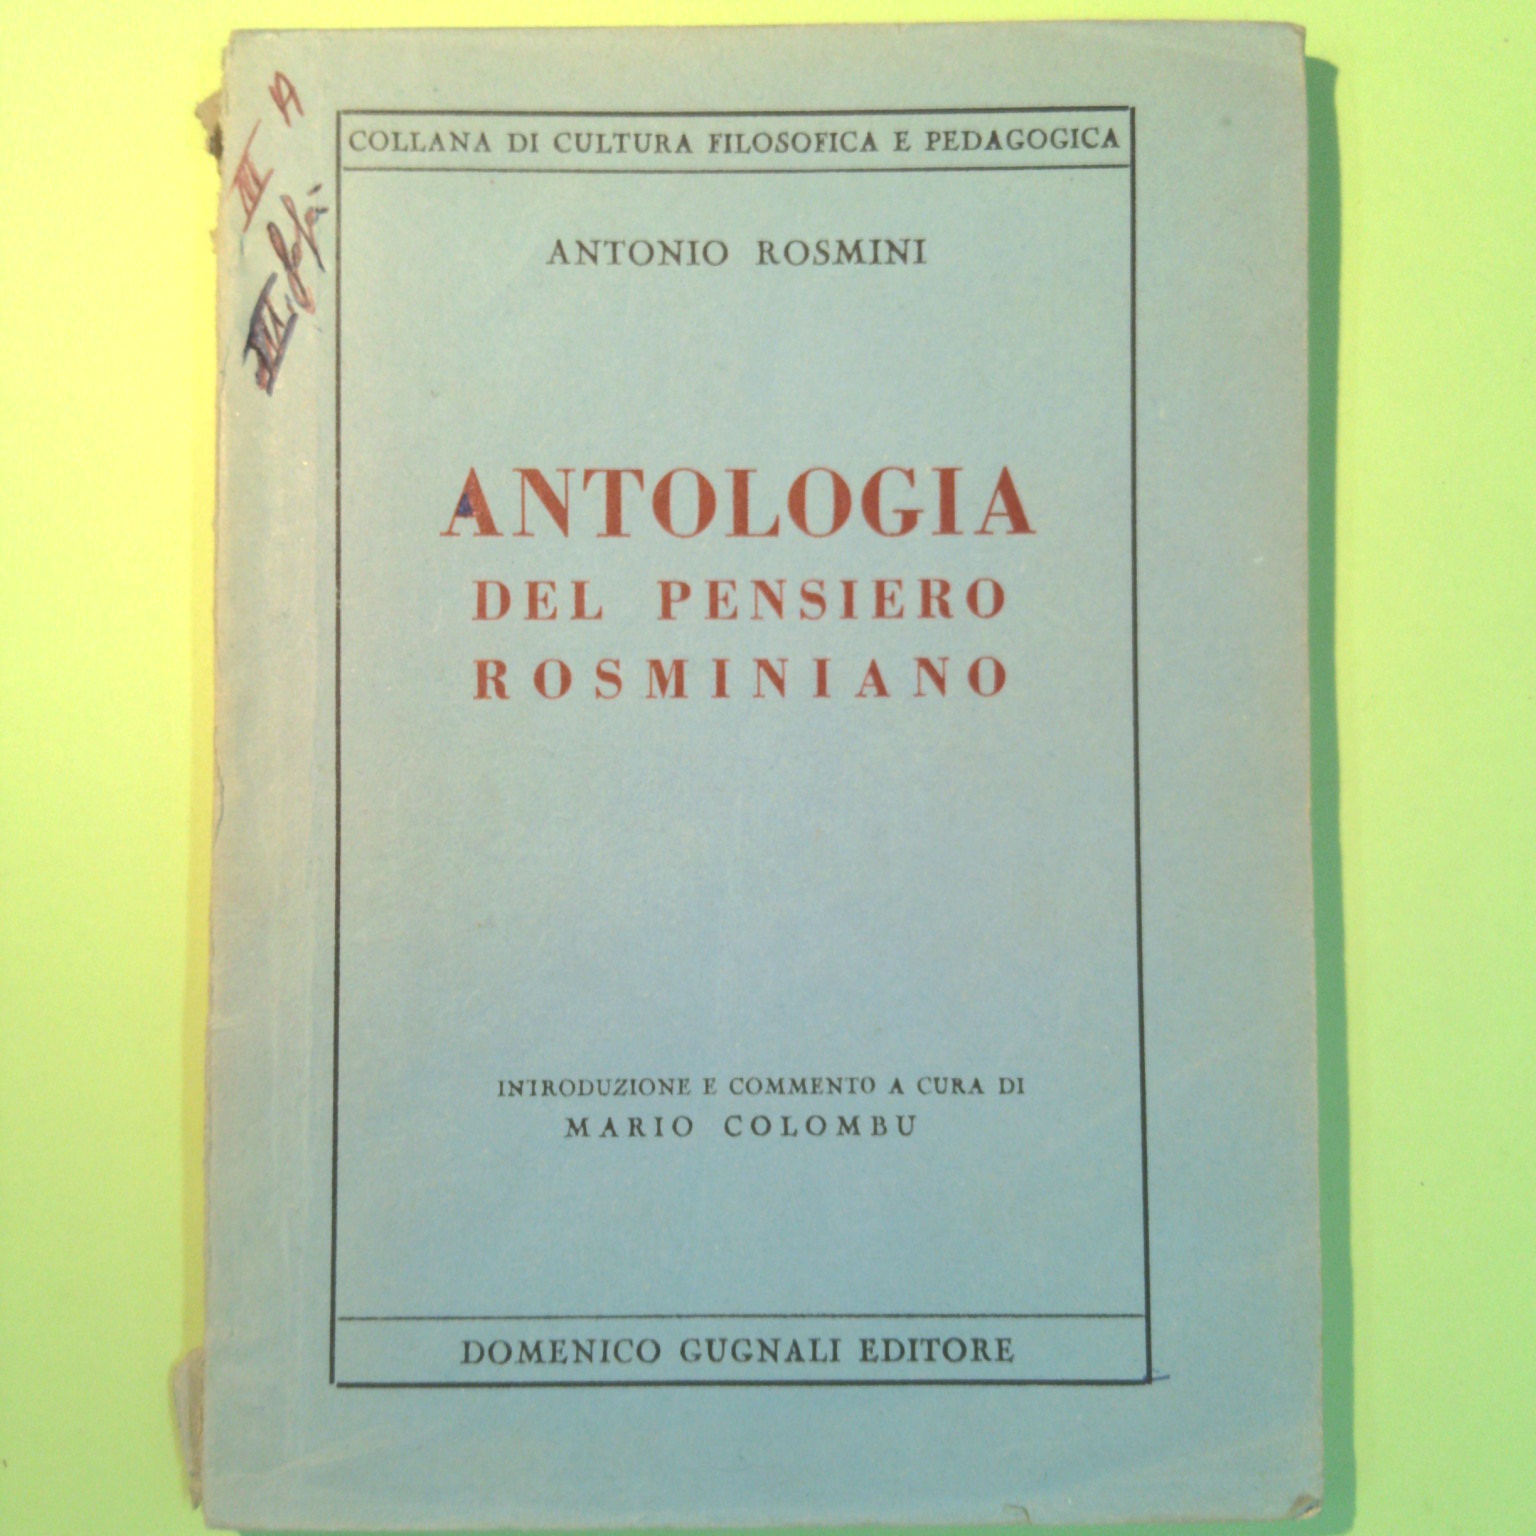 III A
COLLANA DI CULTURA FILOSOFICA E PEDAGOGICA
ANTONIO ROSMINI
ANTOLOGIA
DEL PENSIERO
ROSMINIANO
INTRODUZIONE E COMMENTO A CURA DI
MARIO COLOMBU
DOMENICO GUGNALI EDITORE